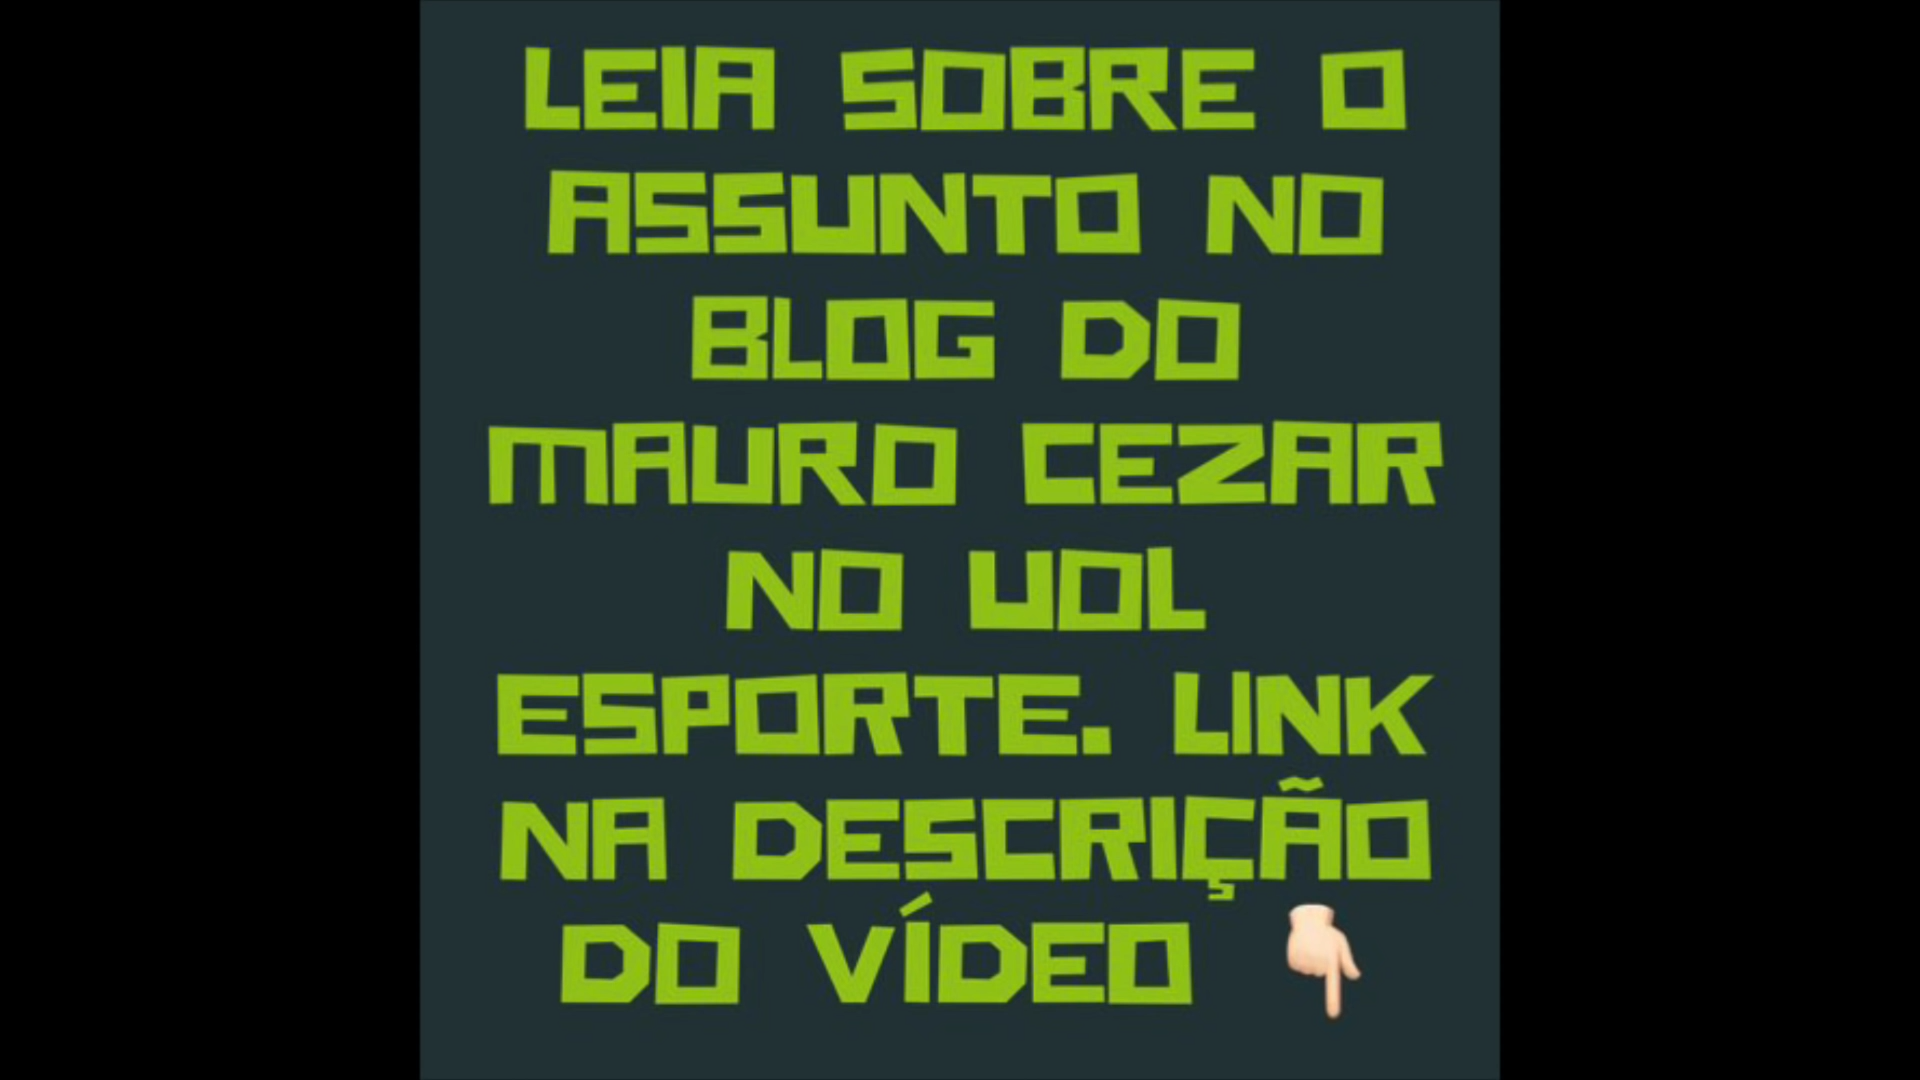 LEIA SOBRE O
ASSUNTO NO
BLOG DO
MAURO CEZAR
NO UOL
ESPORTE. LINK
NA DESCRIÇÃO
DO VÍDEO 👇🏻